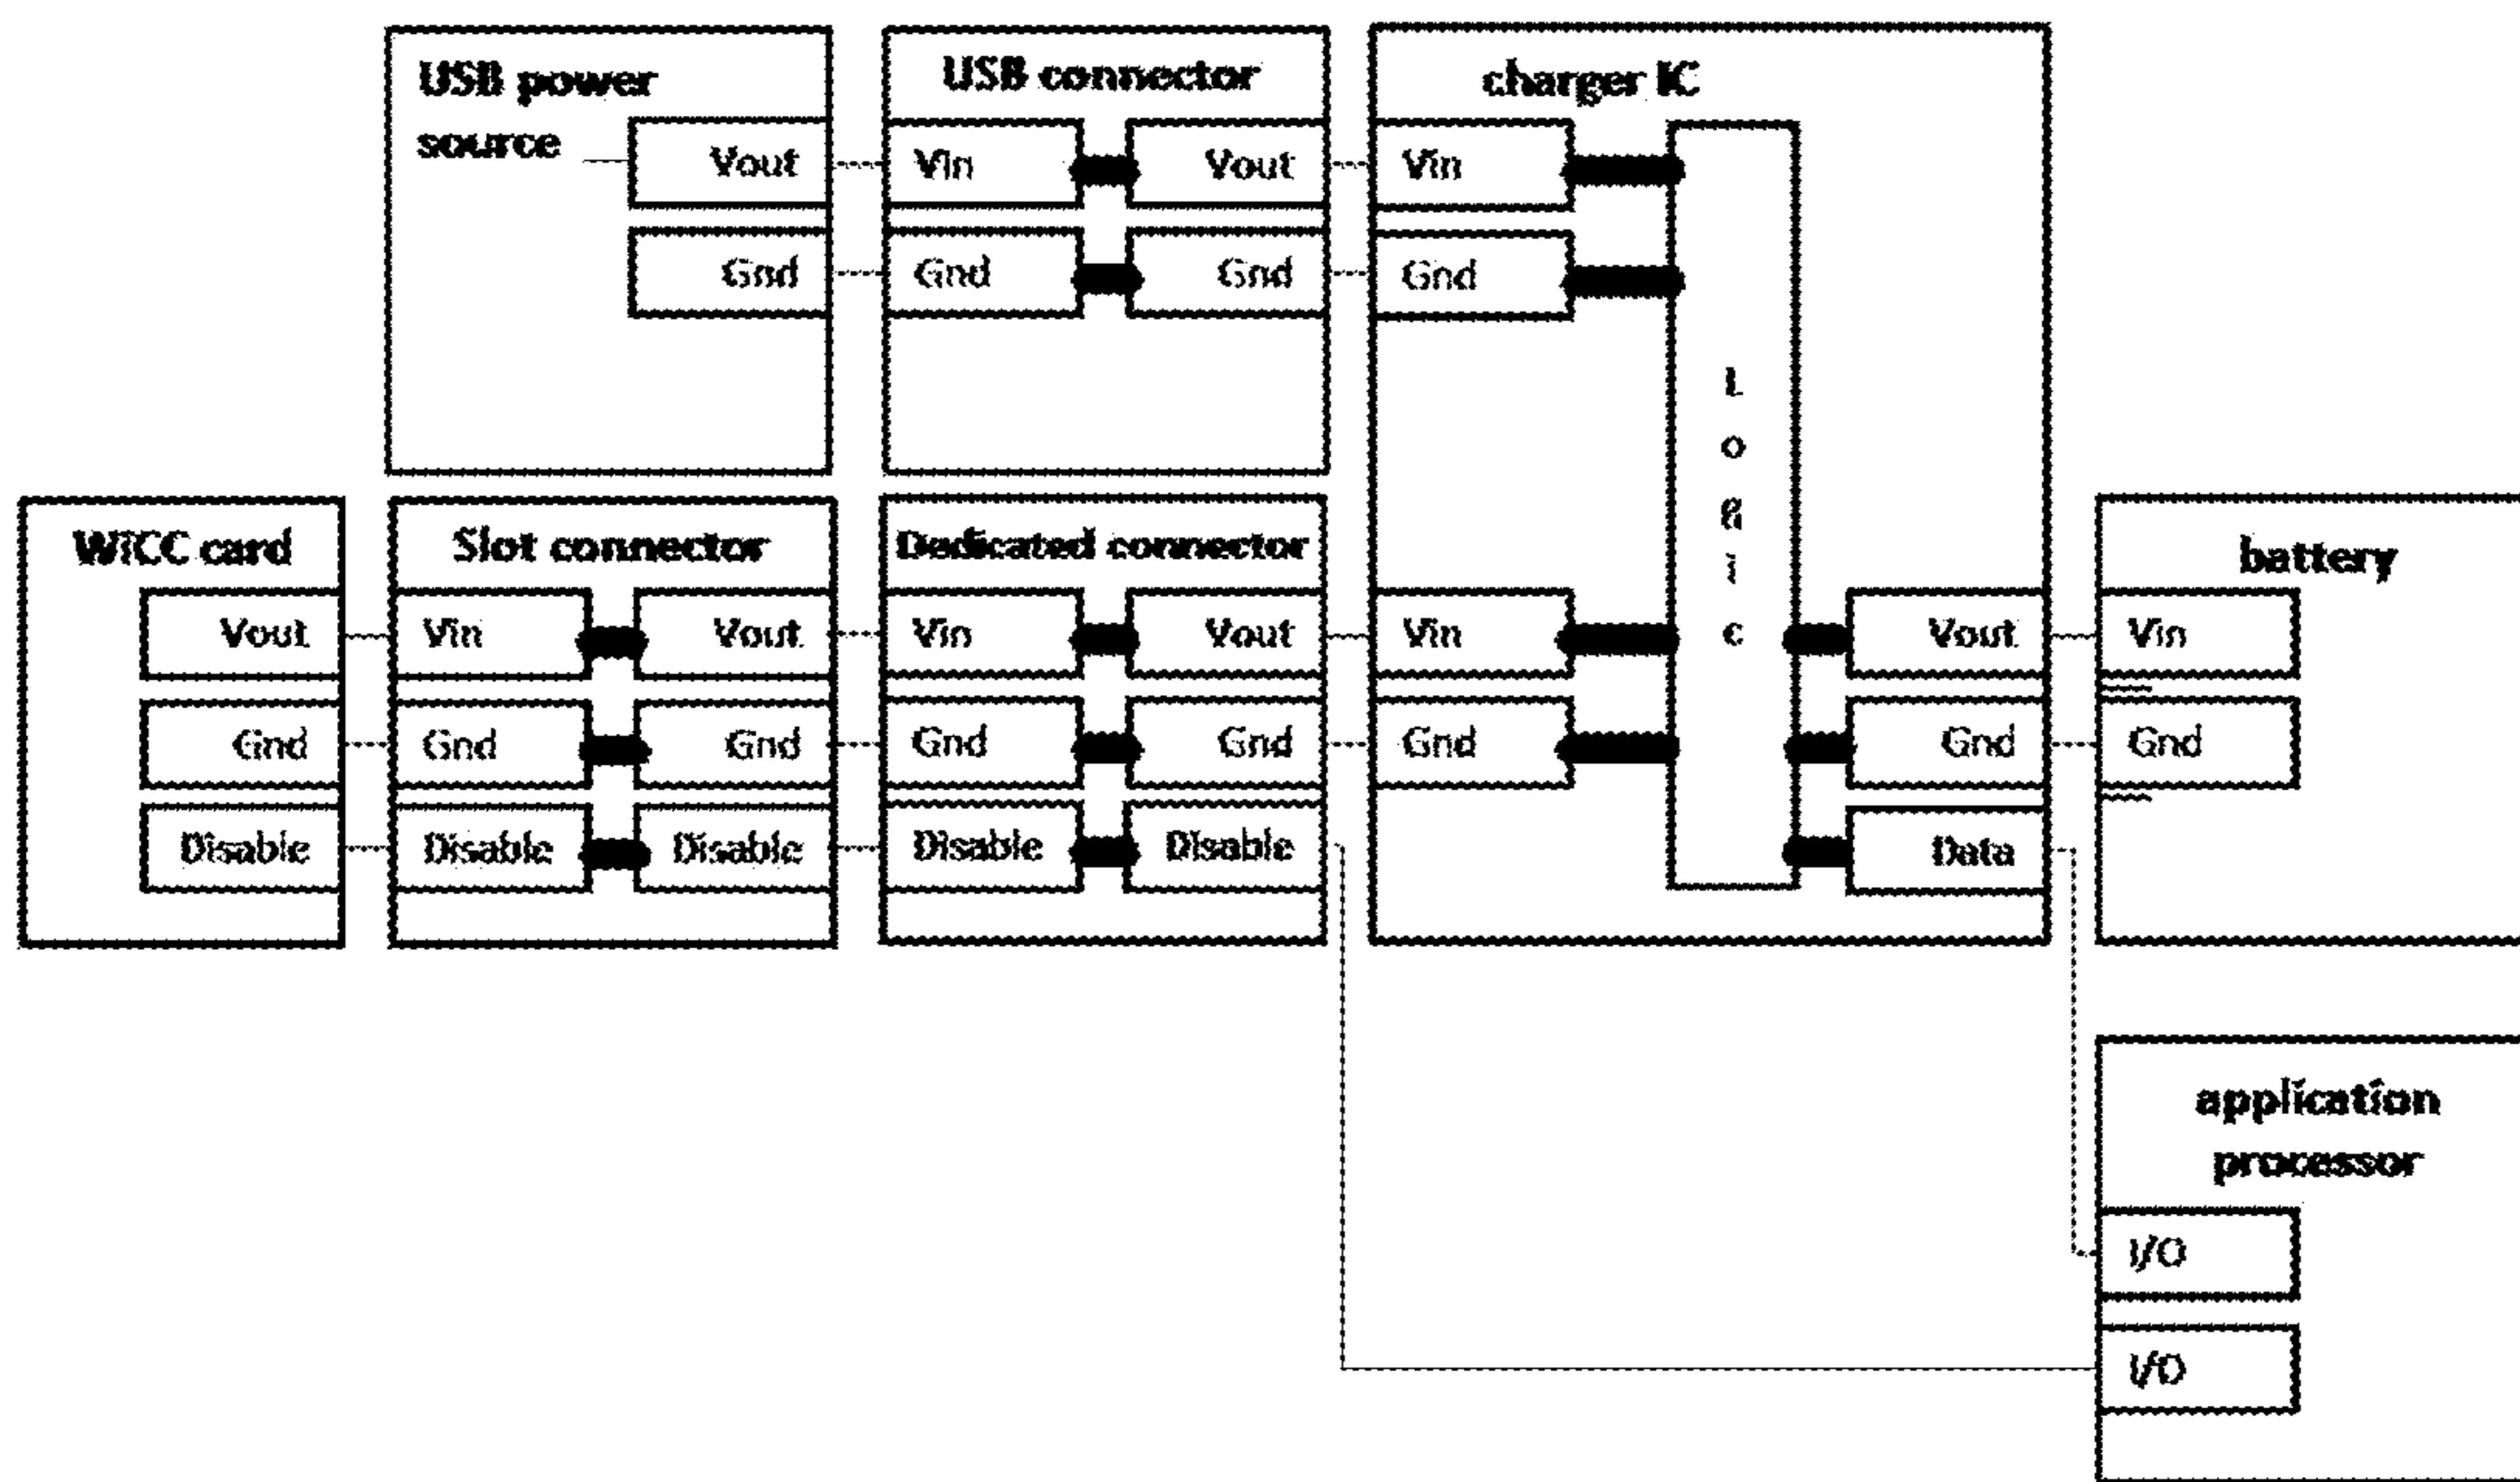 USB power
source
Vout
Gnd
USB connector
Vin
Vout
Gnd
Gnd
charger IC
Vin
Gnd
L
o
g
i
c
Vin
Gnd
Vout
Gnd
Data
WiCC card
Vout
Gnd
Disable
Slot connector
Vin
Vout
Gnd
Gnd
Disable
Disable
Dedicated connector
Vin
Vout
Gnd
Gnd
Disable
Disable
battery
Vin
Gnd
application
processor
I/O
I/O